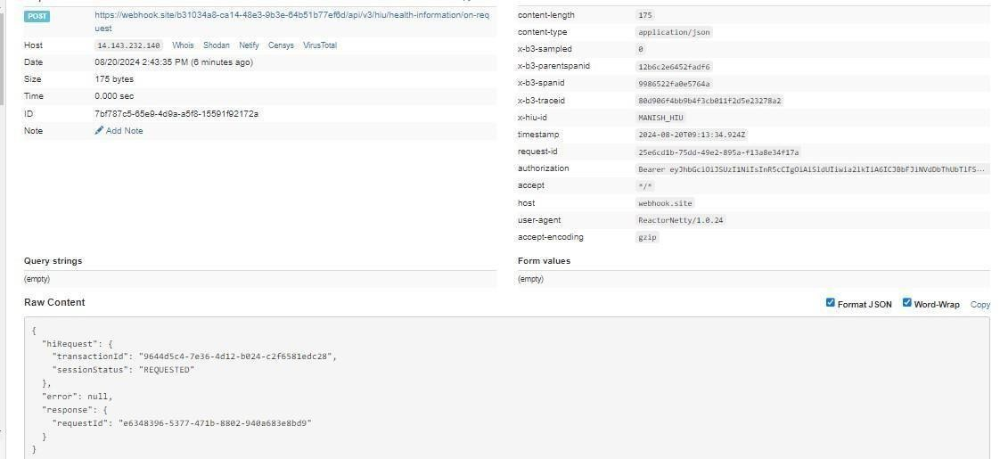 POST https://webhook.site/b31034a8-ca14-48e3-9b3e-64b51b77ef6d/api/v3/hiu/health-information/on-req
uest
Host 14.143.232.140 Whois Shodan Netify Censys VirusTotal
Date 08/20/2024 2:43:35 PM (6 minutes ago)
Size 175 bytes
Time 0.000 sec
ID 7bf787c5-65e9-4d9a-a5f8-15591f92172a
Note Add Note
content-length 175
content-type application/json
x-b3-sampled 0
x-b3-parentspanid 12b6c2e6452fadf6
x-b3-spanid 9986522fa0e5764a
x-b3-traceid 80d906f4bb9b4f3cb011f2d5e23278a2
x-hiu-id MANISH_HIU
timestamp 2024-08-20T09:13:34.924Z
request-id 25e6cd1b-75dd-49e2-895a-f13a8e34f17a
authorization Bearer eyJhbGciOiJSUzI1NiIsInR5cCIgOiAiSldUIiwia2lkIiA6ICJBbFJiNVdDbThUbTlFS...
accept */*
host webhook.site
user-agent ReactorNetty/1.0.24
accept-encoding gzip
Query strings
(empty)
Form values
(empty)
Raw Content
Format JSON Word-Wrap Copy
{
  "hiRequest": {
    "transactionId": "9644d5c4-7e36-4d12-b024-c2f6581edc28",
    "sessionStatus": "REQUESTED"
  },
  "error": null,
  "response": {
    "requestId": "e6348396-5377-471b-8802-940a683e8bd9"
  }
}